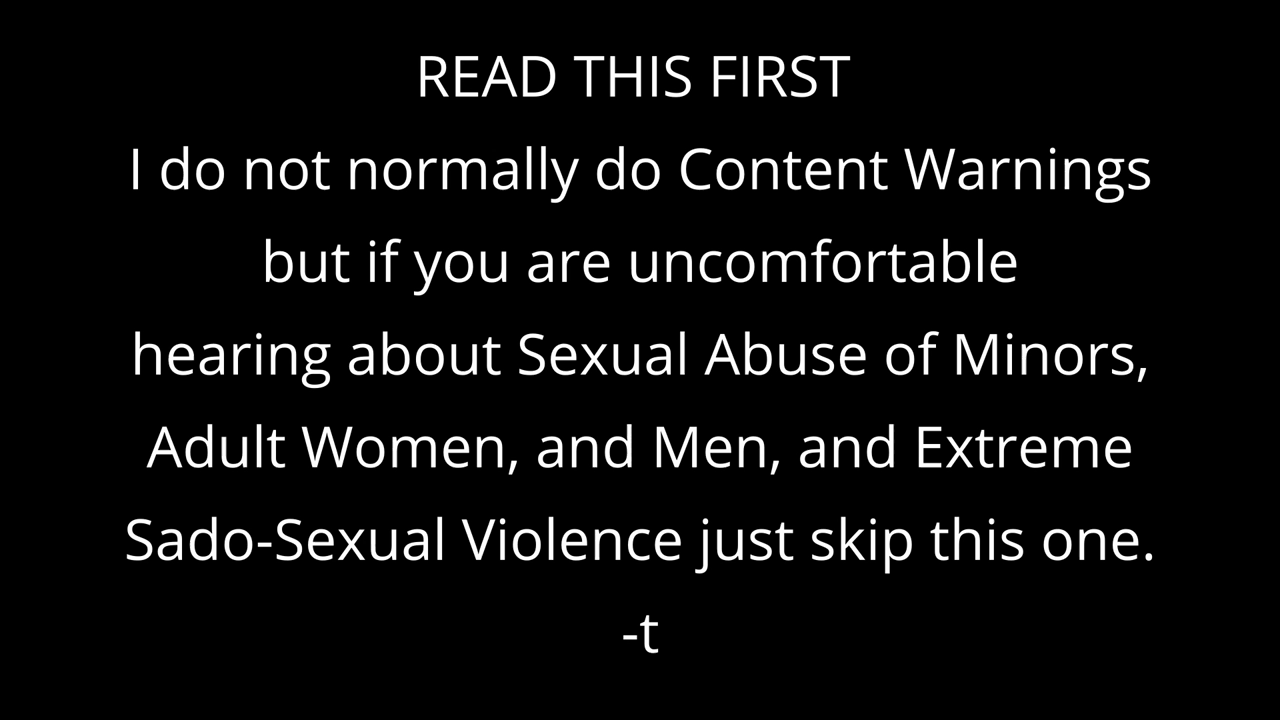 READ THIS FIRST
I do not normally do Content Warnings
but if you are uncomfortable
hearing about Sexual Abuse of Minors,
Adult Women, and Men, and Extreme
Sado-Sexual Violence just skip this one.
-t